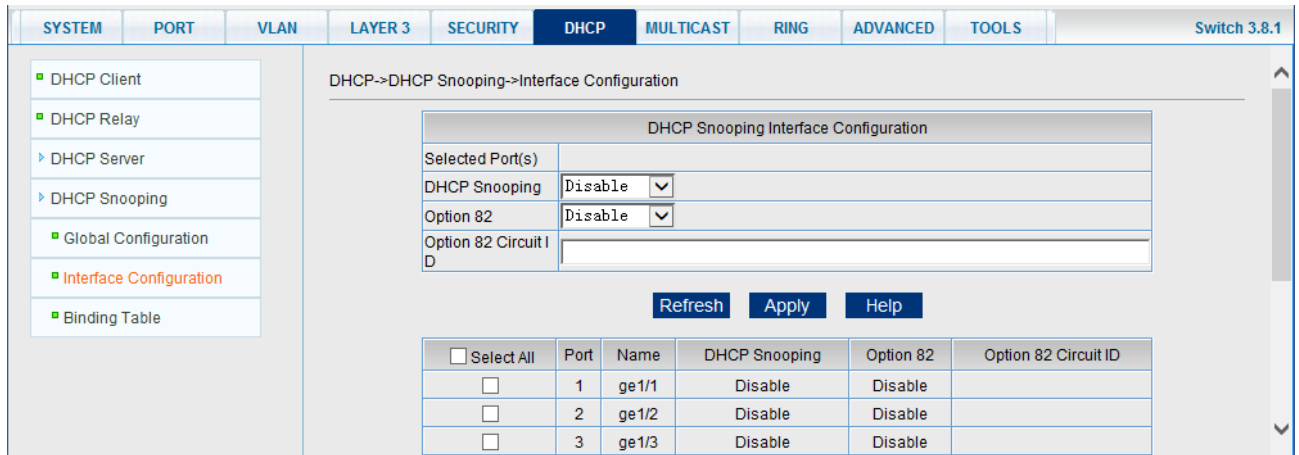 SYSTEM PORT VLAN LAYER 3 SECURITY DHCP MULTICAST RING ADVANCED TOOLS Switch 3.8.1
DHCP Client
DHCP Relay
DHCP Server
DHCP Snooping
Global Configuration
Interface Configuration
Binding Table
DHCP->DHCP Snooping->Interface Configuration
DHCP Snooping Interface Configuration
Selected Port(s)
DHCP Snooping Disable
Option 82 Disable
Option 82 Circuit I
D
Refresh Apply Help
Select All Port Name DHCP Snooping Option 82 Option 82 Circuit ID
1 ge1/1 Disable Disable
2 ge1/2 Disable Disable
3 ge1/3 Disable Disable